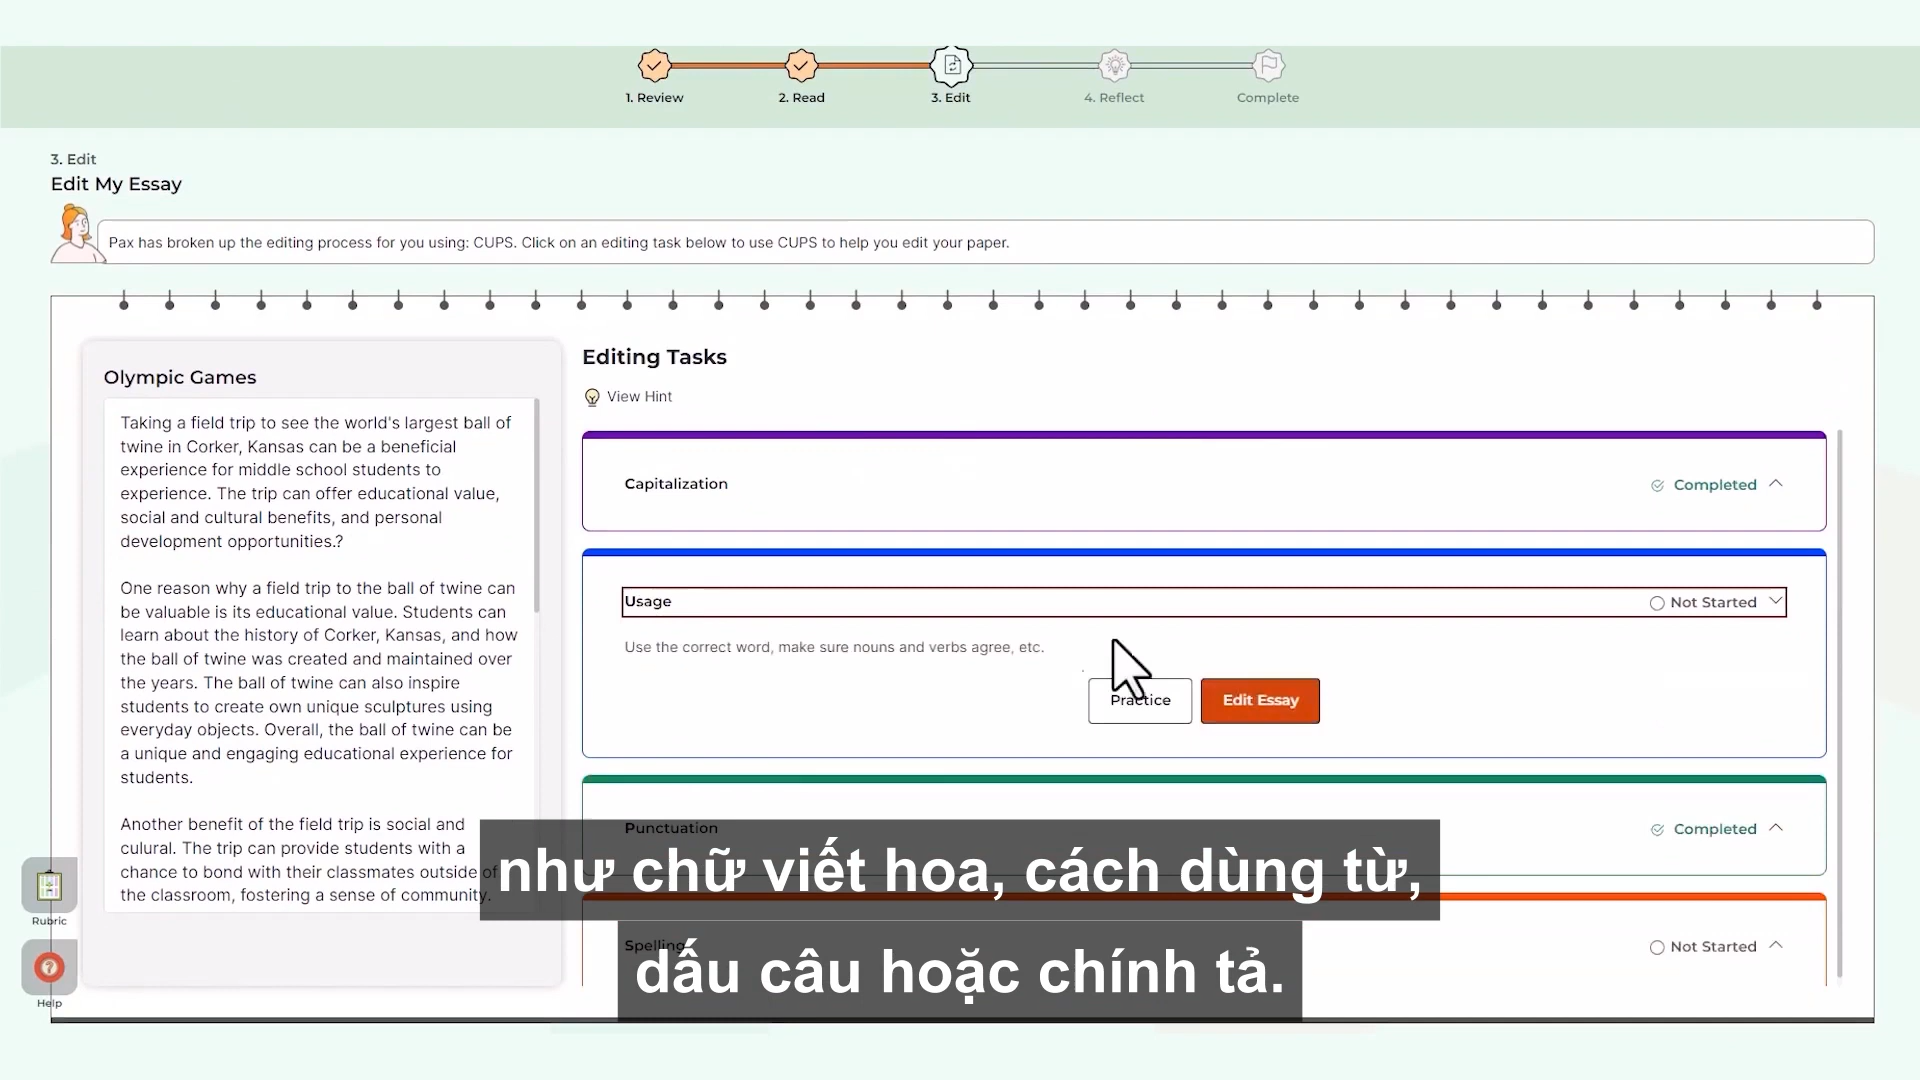 1. Review
2. Read
3. Edit
4. Reflect
Complete
3. Edit
Edit My Essay
Pax has broken up the editing process for you using: CUPS. Click on an editing task below to use CUPS to help you edit your paper.
Olympic Games
Taking a field trip to see the world's largest ball of
twine in Corker, Kansas can be a beneficial
experience for middle school students to
experience. The trip can offer educational value,
social and cultural benefits, and personal
development opportunities.?
One reason why a field trip to the ball of twine can
be valuable is its educational value. Students can
learn about the history of Corker, Kansas, and how
the ball of twine was created and maintained over
the years. The ball of twine can also inspire
students to create own unique sculptures using
everyday objects. Overall, the ball of twine can be
a unique and engaging educational experience for
students.
Another benefit of the field trip is social and
culural. The trip can provide students with a
chance to bond with their classmates outside of
the classroom, fostering a sense of community.
Rubric
Help
Editing Tasks
View Hint
Capitalization
Completed
Usage
Not Started
Use the correct word, make sure nouns and verbs agree, etc.
Practice
Edit Essay
Punctuation
Completed
Spelling
Not Started
như chữ viết hoa, cách dùng từ,
dấu câu hoặc chính tả.